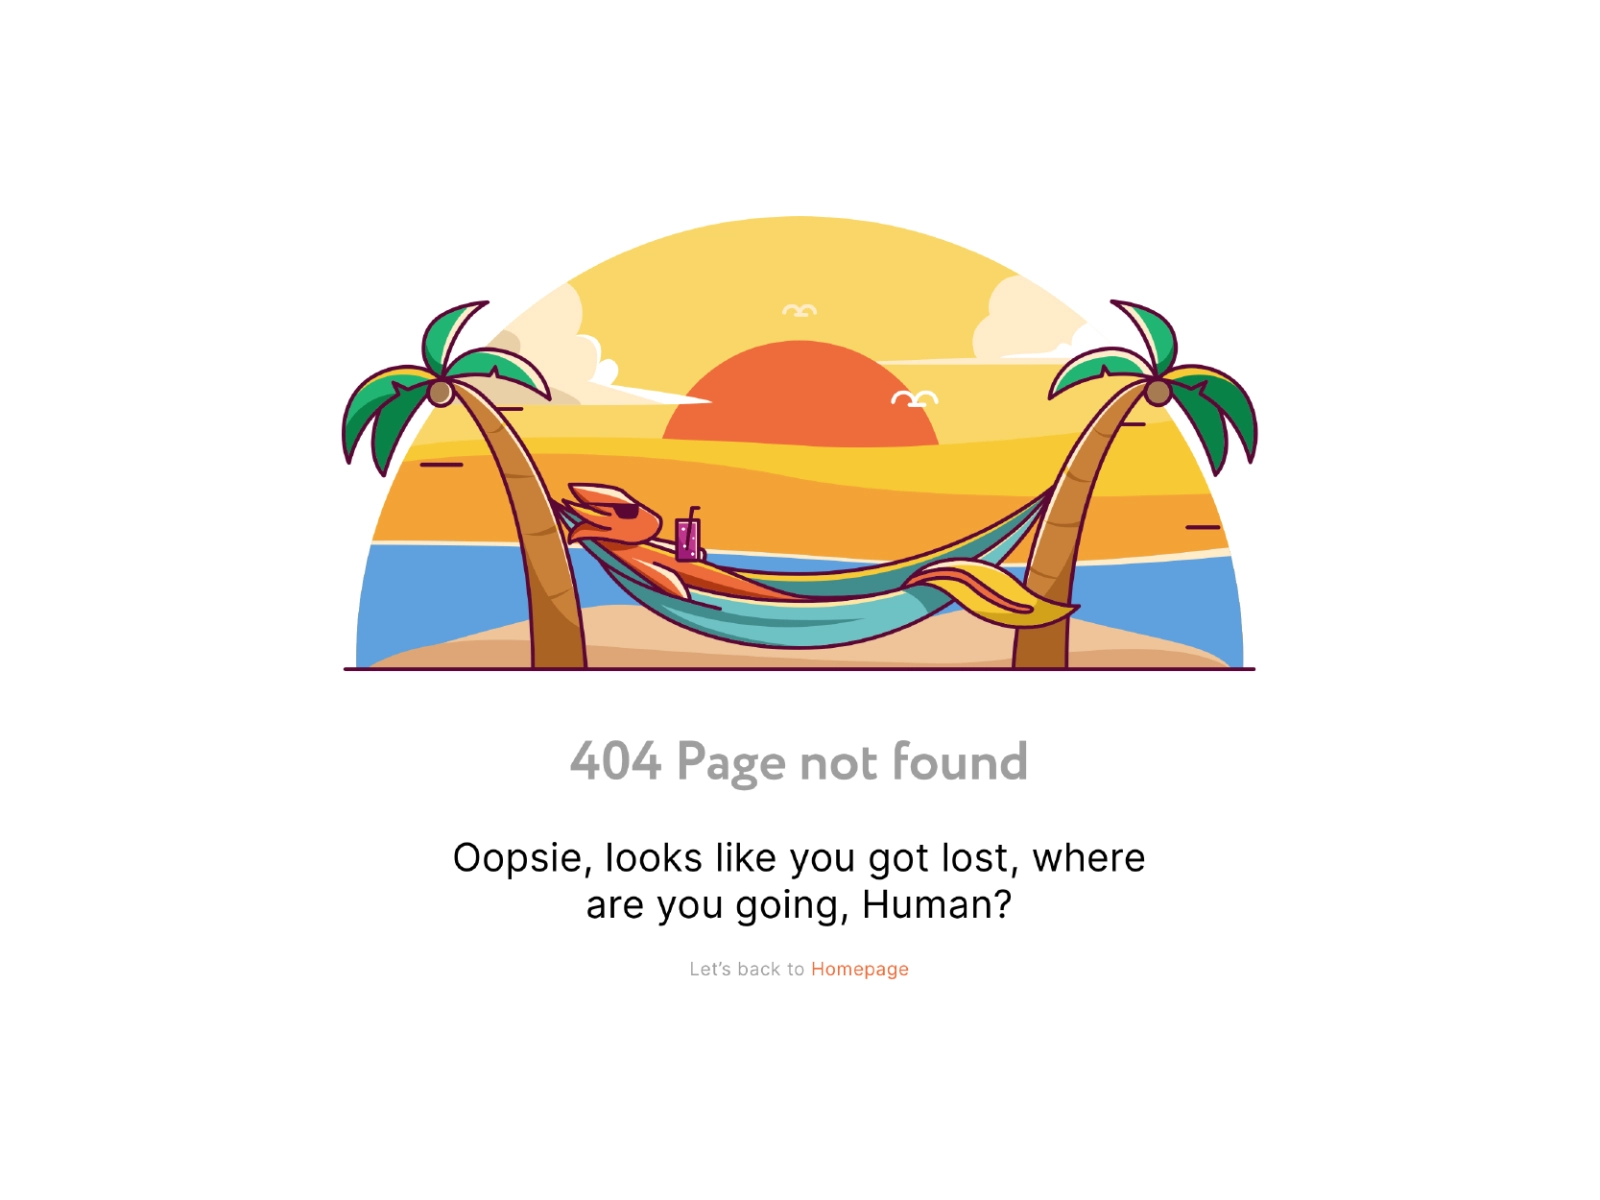 404 Page not found
Oopsie, looks like you got lost, where
are you going, Human?
Let’s back to Homepage